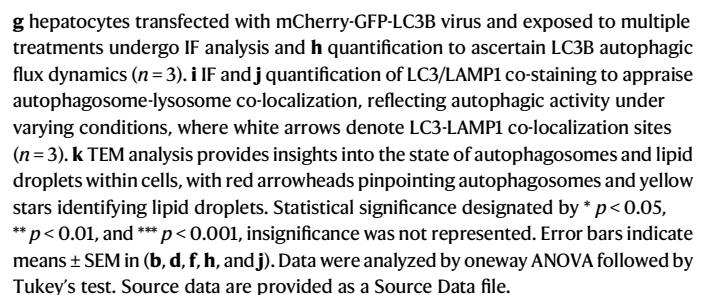 g hepatocytes transfected with mCherry-GFP-LC3B virus and exposed to multiple
treatments undergo IF analysis and h quantification to ascertain LC3B autophagic
flux dynamics (n = 3). i IF and j quantification of LC3/LAMP1 co-staining to appraise
autophagosome-lysosome co-localization, reflecting autophagic activity under
varying conditions, where white arrows denote LC3-LAMP1 co-localization sites
(n = 3). k TEM analysis provides insights into the state of autophagosomes and lipid
droplets within cells, with red arrowheads pinpointing autophagosomes and yellow
stars identifying lipid droplets. Statistical significance designated by * p < 0.05,
** p < 0.01, and *** p < 0.001, insignificance was not represented. Error bars indicate
means ± SEM in (b, d, f, h, and j). Data were analyzed by oneway ANOVA followed by
Tukey's test. Source data are provided as a Source Data file.